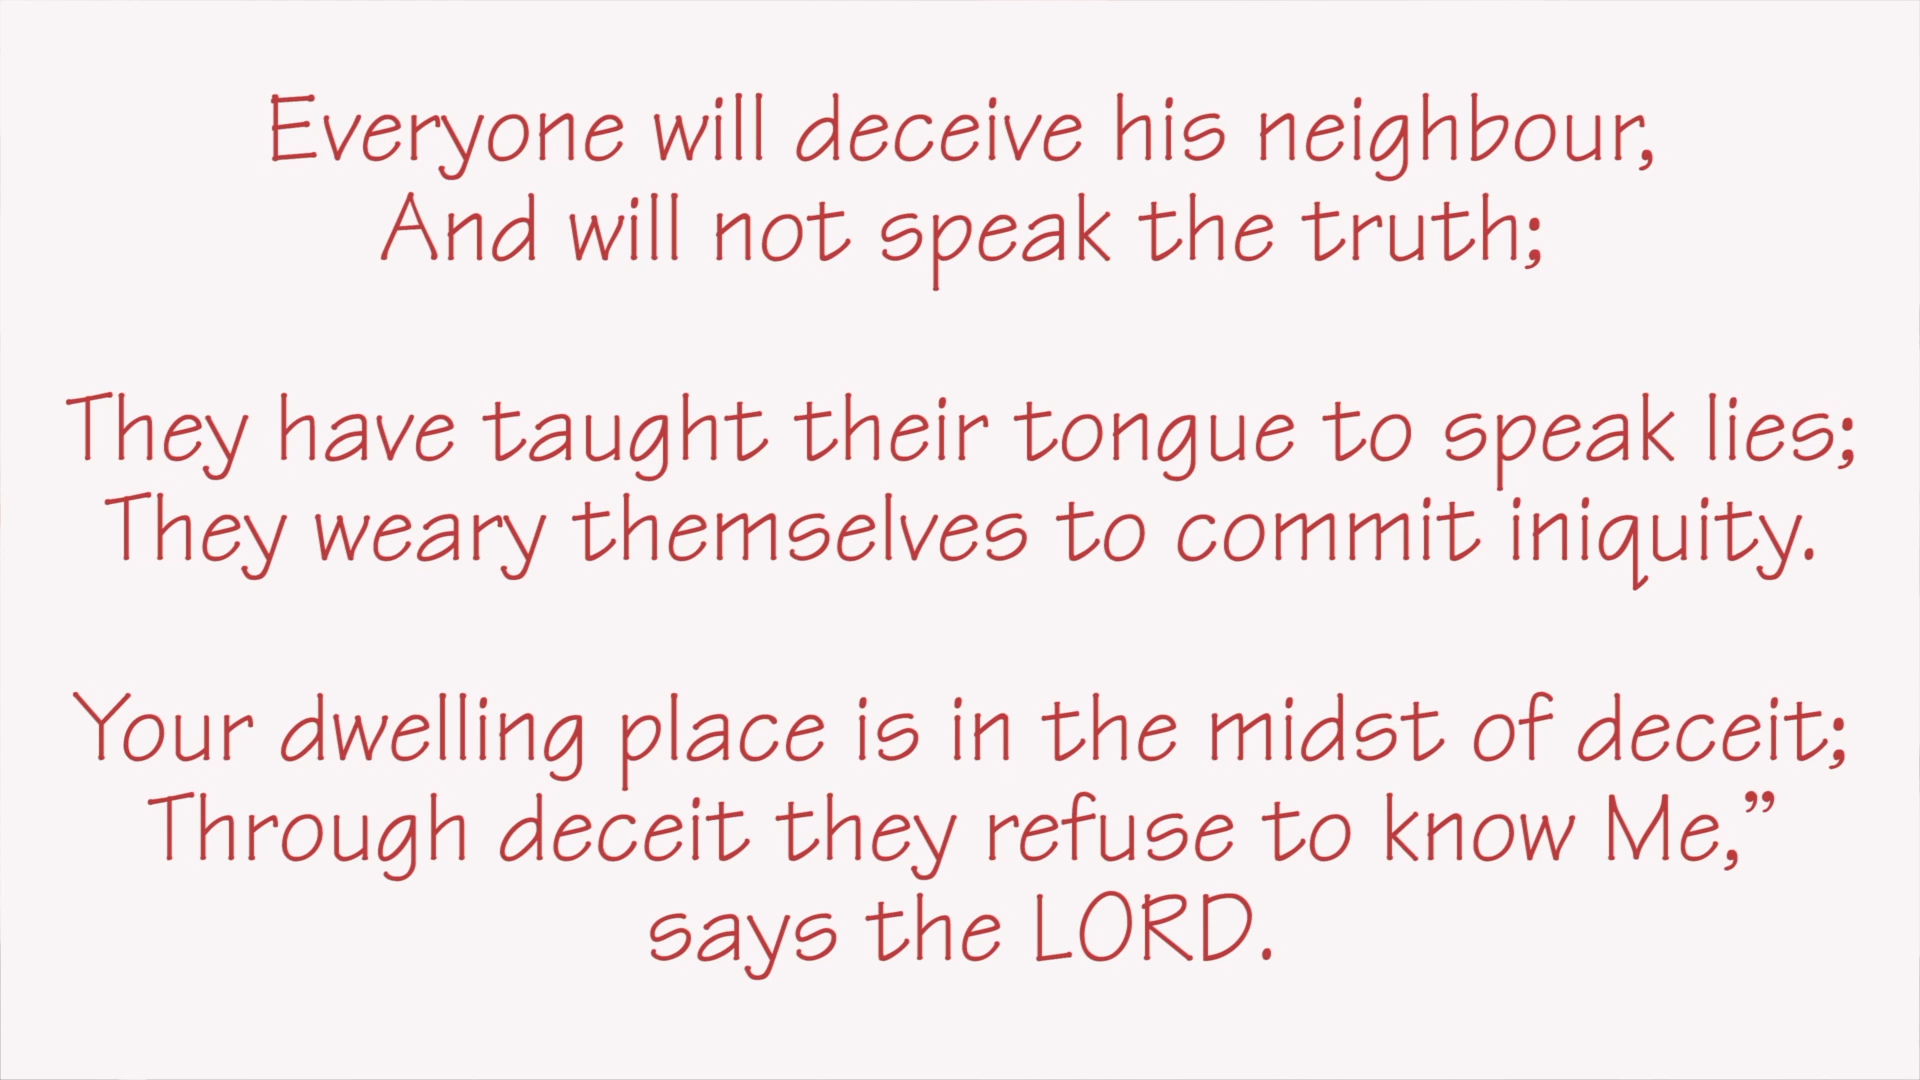 Everyone will deceive his neighbour,
And will not speak the truth;
They have taught their tongue to speak lies;
They weary themselves to commit iniquity.
Your dwelling place is in the midst of deceit;
Through deceit they refuse to know Me,”
says the LORD.